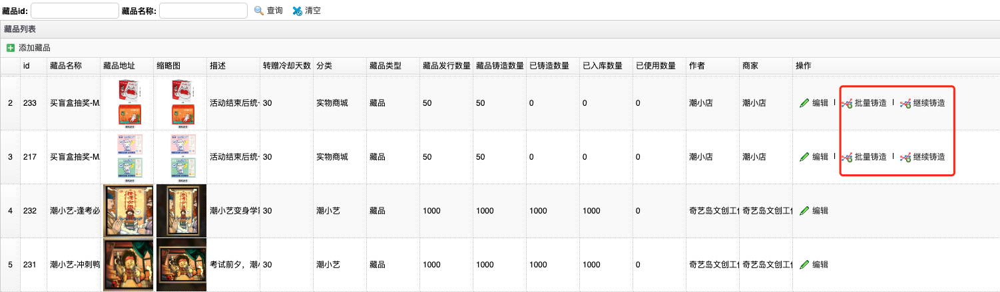 藏品id: 藏品名称: 查询 清空
藏品列表
添加藏品
id 藏品名称 藏品地址 缩略图 描述 转赠冷却天数 分类 藏品类型 藏品发行数量 藏品铸造数量 已铸造数量 已入库数量 已使用数量 作者 商家 操作
2 233 买盲盒抽奖-M 活动结束后统一 30 实物商城 藏品 50 50 0 0 0 潮小店 潮小店 编辑 | 批量铸造 | 继续铸造
3 217 买盲盒抽奖-M 活动结束后统一 30 实物商城 藏品 50 50 0 0 0 潮小店 潮小店 编辑 | 批量铸造 | 继续铸造
4 232 潮小艺-逢考必 潮小艺变身学 30 潮小艺 藏品 1000 1000 1000 1000 0 奇艺岛文创工 奇艺岛文创工 编辑
5 231 潮小艺-冲刺鸭 考试前夕，潮 30 潮小艺 藏品 1000 1000 1000 1000 0 奇艺岛文创工 奇艺岛文创工 编辑